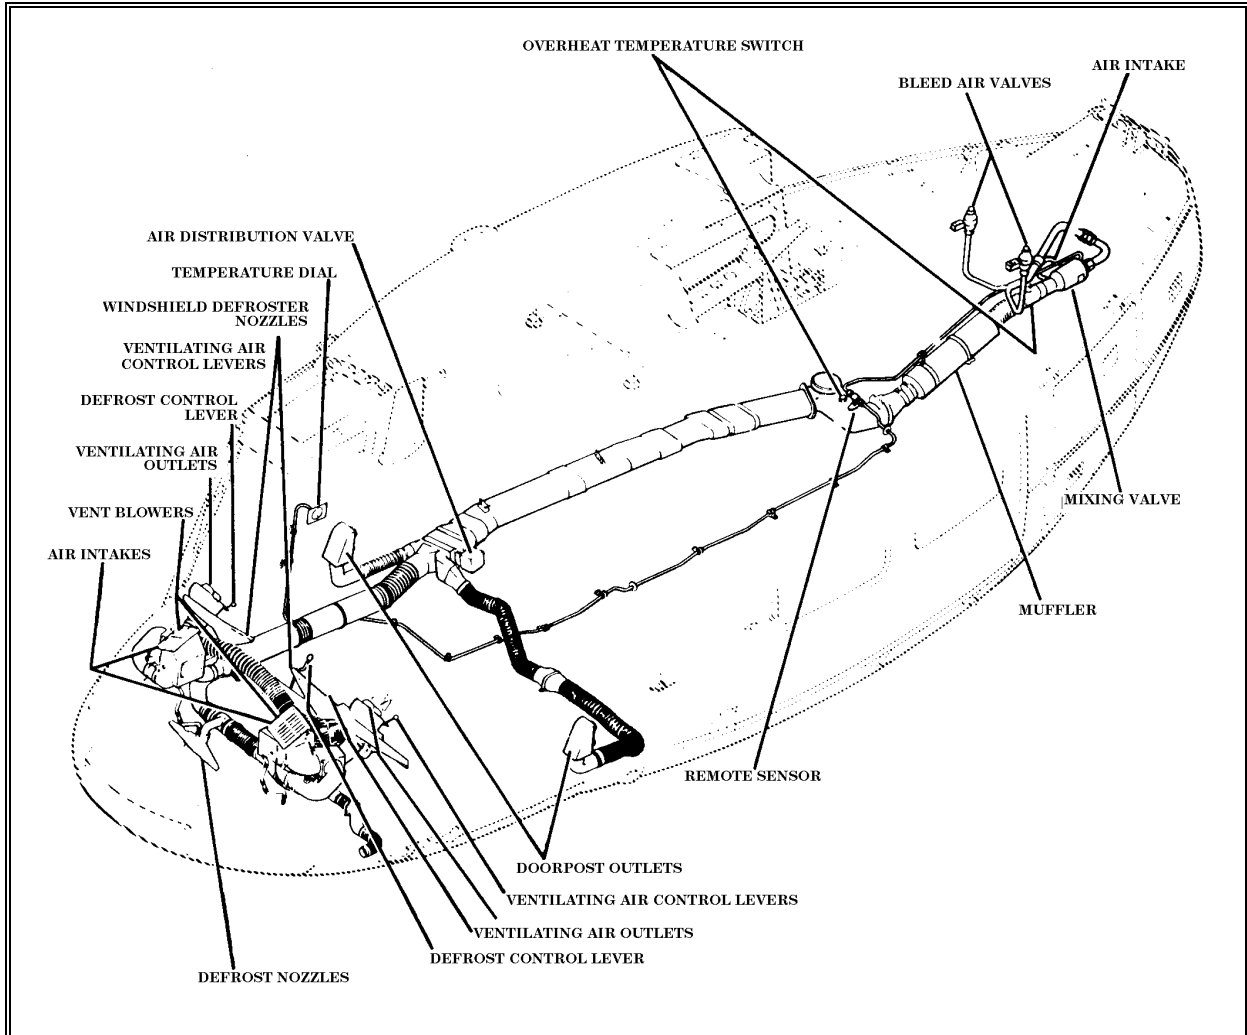 OVERHEAT TEMPERATURE SWITCH
AIR INTAKE
BLEED AIR VALVES
AIR DISTRIBUTION VALVE
TEMPERATURE DIAL
WINDSHIELD DEFROSTER
NOZZLES
VENTILATING AIR
CONTROL LEVERS
DEFROST CONTROL
LEVER
VENTILATING AIR
OUTLETS
VENT BLOWERS
AIR INTAKES
MIXING VALVE
MUFFLER
REMOTE SENSOR
DOORPOST OUTLETS
VENTILATING AIR CONTROL LEVERS
VENTILATING AIR OUTLETS
DEFROST CONTROL LEVER
DEFROST NOZZLES